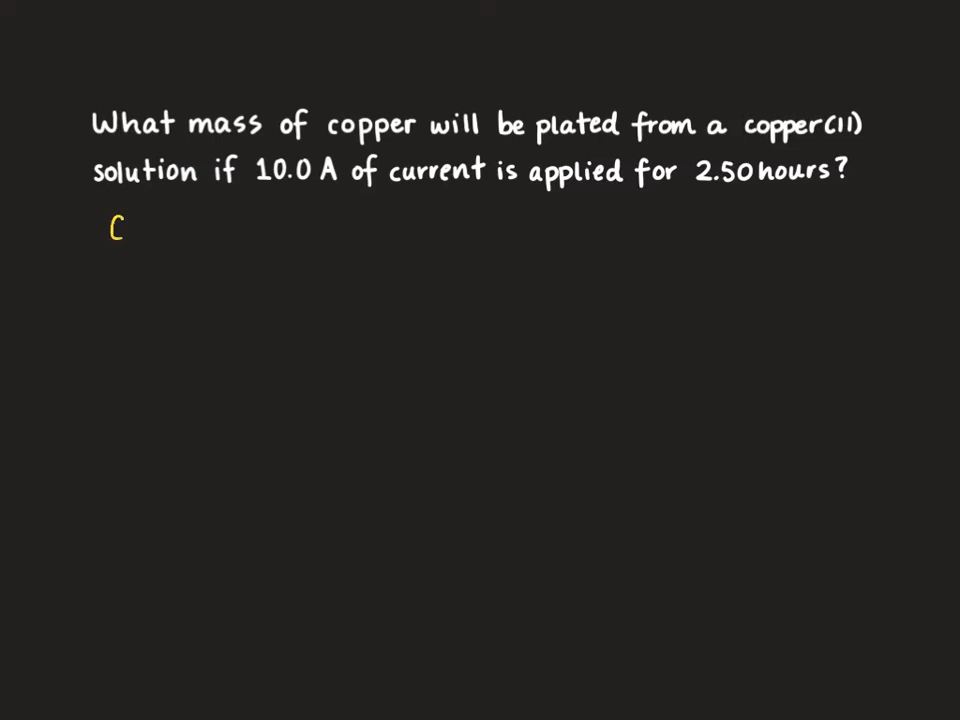 What mass of copper will be plated from a copper(II)
solution if 10.0 A of current is applied for 2.50 hours?
C